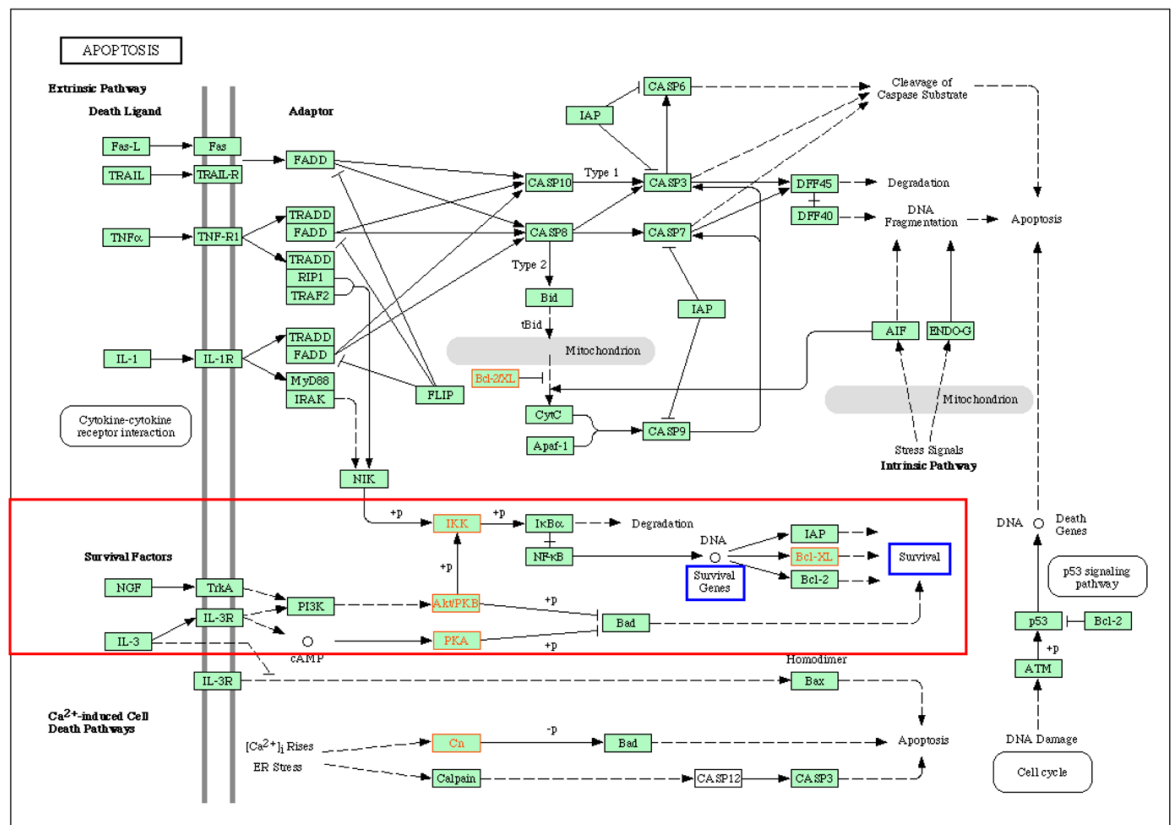 APOPTOSIS
Extrinsic Pathway
Death Ligand
Adaptor
Fas-L
Fas
TRAIL
TRAIL-R
FADD
TNFα
TNF-R1
TRADD
FADD
TRADD
RIP1
TRAF2
IL-1
IL-1R
TRADD
FADD
MyD88
IRAK
FLIP
Cytokine-cytokine
receptor interaction
NIK
IAP
CASP6
CASP10
Type 1
CASP3
CASP8
CASP7
Type 2
Bid
tBid
Mitochondrion
Bcl-2/XL
CytC
Apaf-1
CASP9
IAP
Cleavage of
Caspase Substrate
DFF45
Degradation
DFF40
DNA
Fragmentation
Apoptosis
AIF
ENDO-G
Mitochondrion
Stress Signals
Intrinsic Pathway
Survival Factors
+p
IKK
+p
IκBα
Degradation
NF-κB
DNA
Survival
Genes
IAP
Bcl-XL
Bcl-2
Survival
NGF
TrkA
PI3K
+p
Akt/PKB
+p
Bad
IL-3
IL-3R
cAMP
PKA
+p
DNA
Death
Genes
p53 signaling
pathway
p53
Bcl-2
+p
ATM
DNA Damage
Cell cycle
IL-3R
Homodimer
Bax
Ca2+-induced Cell
Death Pathways
[Ca2+]i Rises
ER Stress
Cn
-p
Bad
Apoptosis
Calpain
CASP12
CASP3